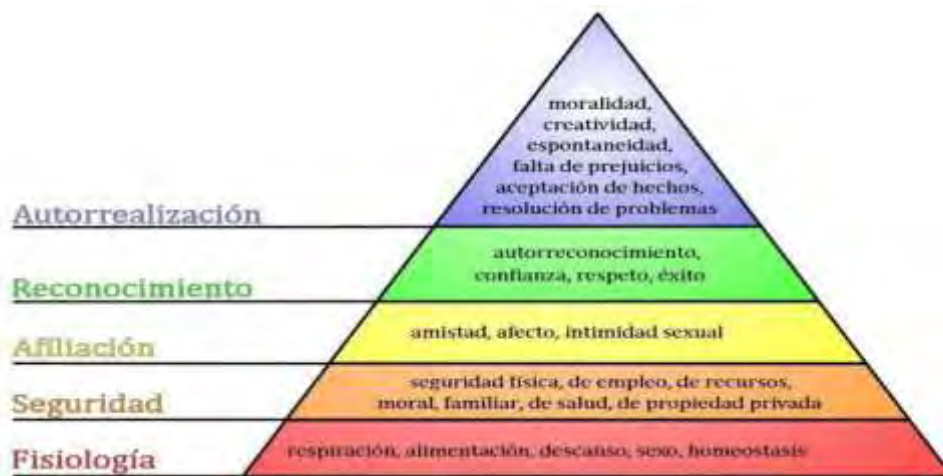 moralidad,
creatividad,
espontaneidad,
falta de prejuicios,
aceptación de hechos,
resolución de problemas
Autorrealización
autorreconocimiento,
confianza, respeto, éxito
Reconocimiento
amistad, afecto, intimidad sexual
Afiliación
seguridad física, de empleo, de recursos,
moral, familiar, de salud, de propiedad privada
Seguridad
respiración, alimentación, descanso, sexo, homeostasis
Fisiología